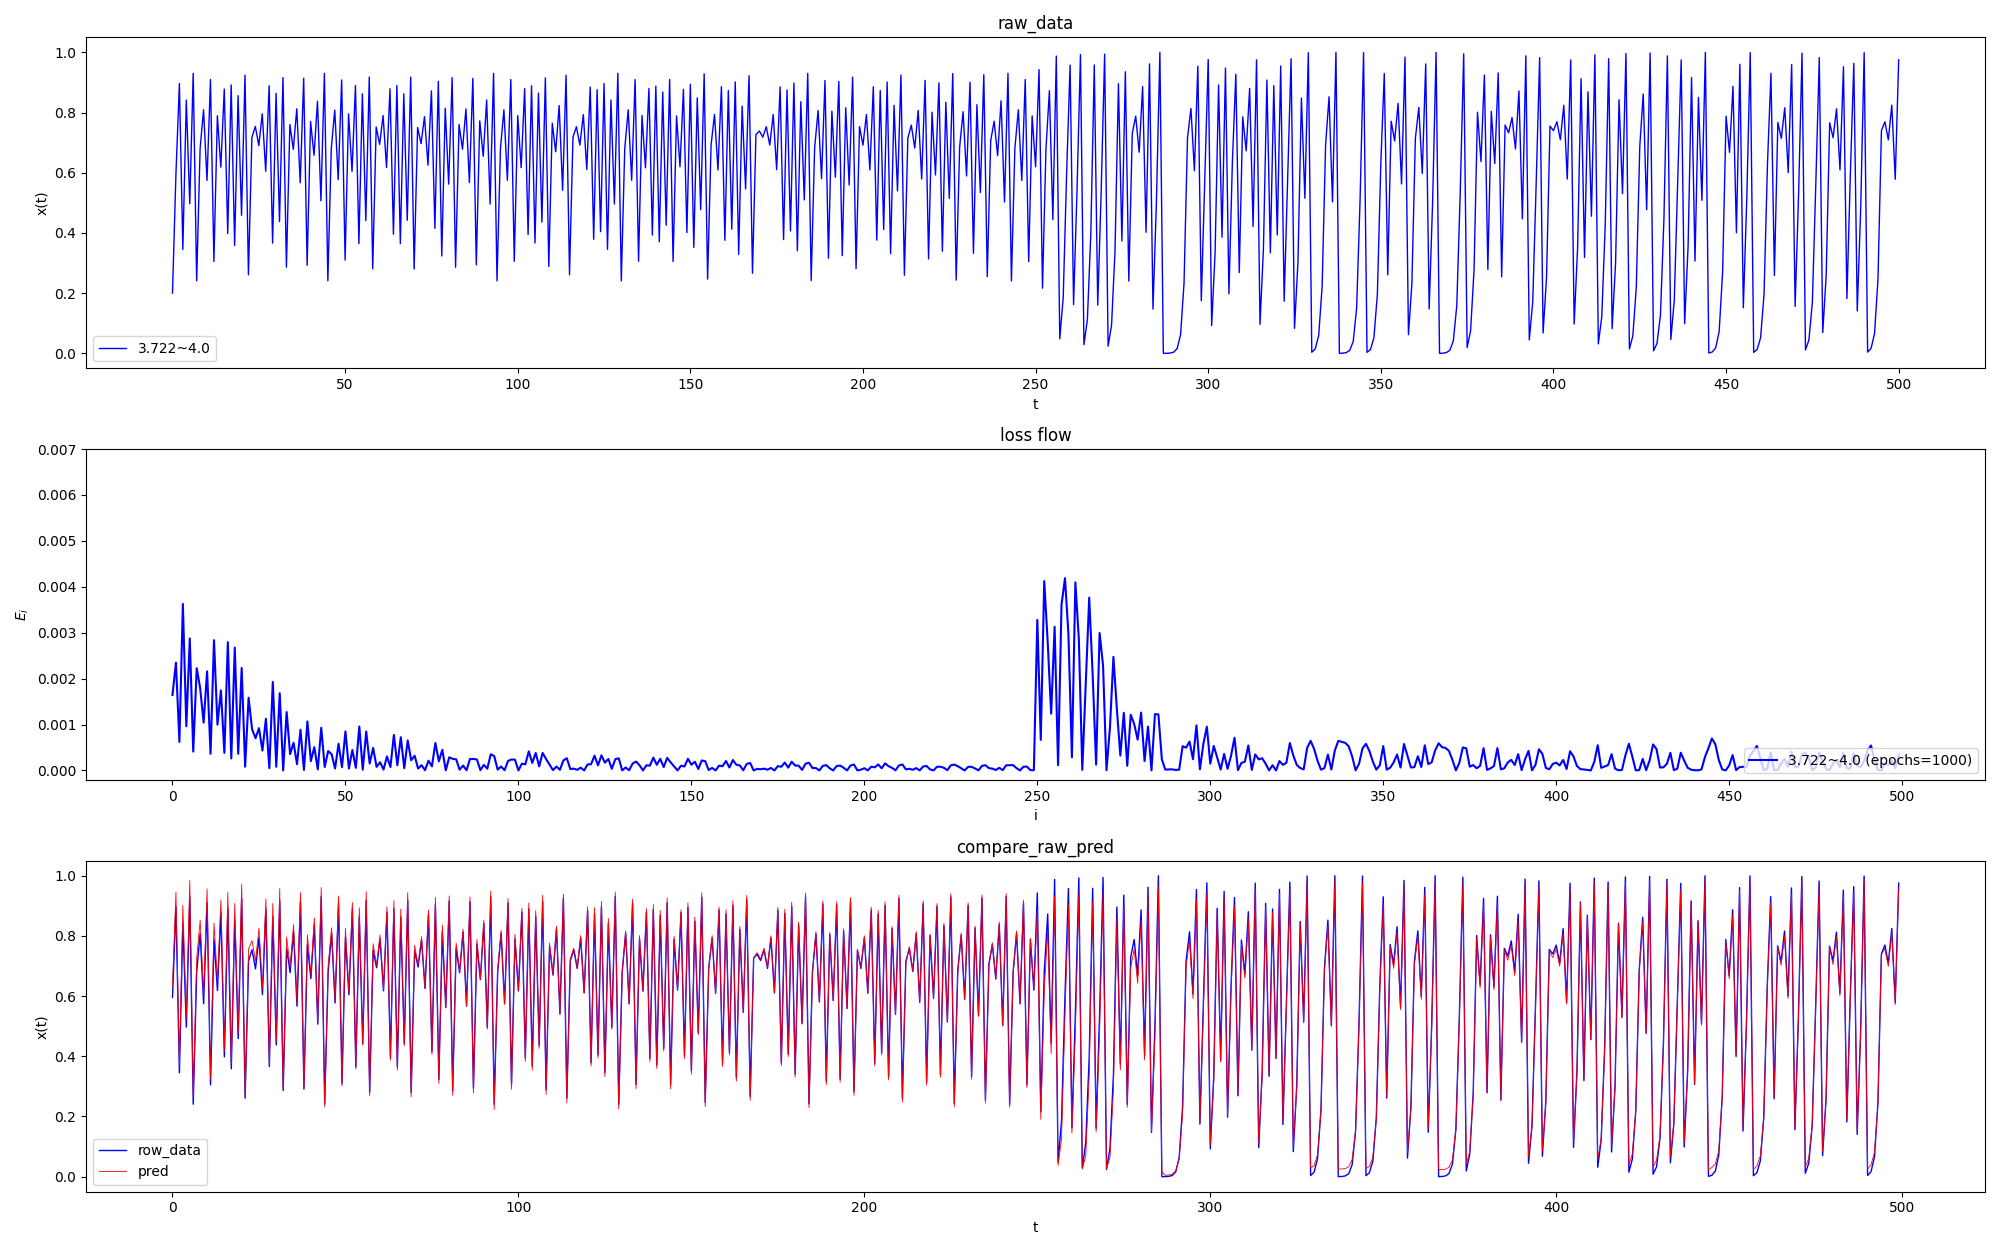 raw_data
1.0
0.8
0.6
0.4
0.2
0.0
x(t)
3.722~4.0
50 100 150 200 250 300 350 400 450 500
t
loss flow
0.007
0.006
0.005
0.004
0.003
0.002
0.001
0.000
E_i
3.722~4.0 (epochs=1000)
0 50 100 150 200 250 300 350 400 450 500
i
compare_raw_pred
1.0
0.8
0.6
0.4
0.2
0.0
x(t)
row_data
pred
0 100 200 300 400 500
t